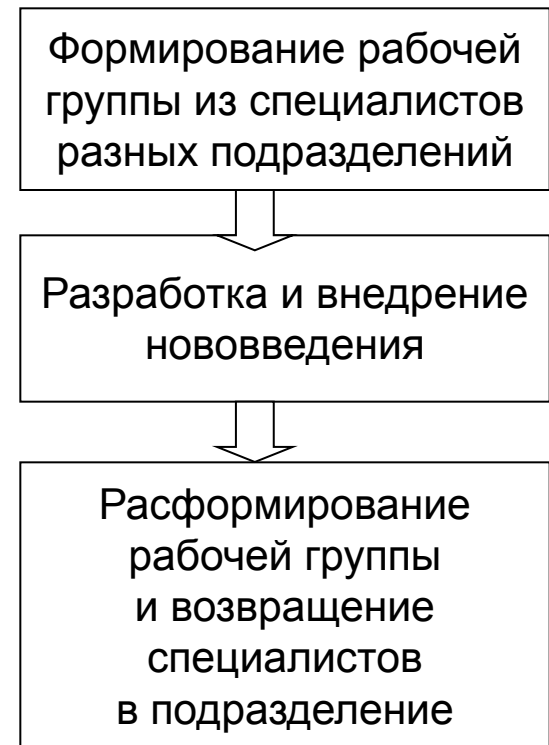 Формирование рабочей
группы из специалистов
разных подразделений
Разработка и внедрение
нововведения
Расформирование
рабочей группы
и возвращение
специалистов
в подразделение